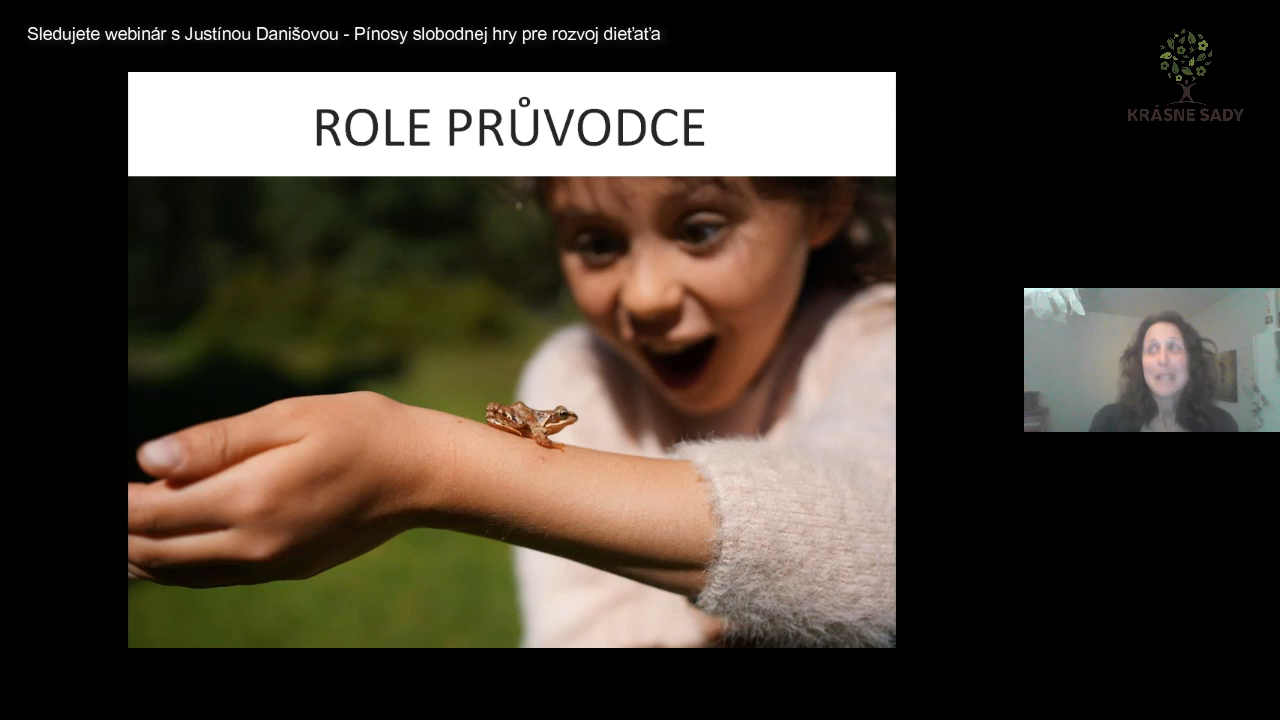 Sledujete webinár s Justínou Danišovou - Pínosy slobodnej hry pre rozvoj dieťaťa
KRÁSNE SADY
ROLE PRŮVODCE